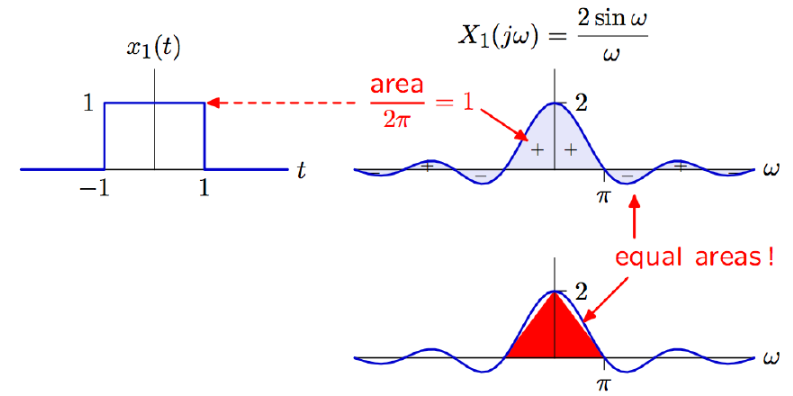 x₁(t)
1
−1
1
t
area
2π
= 1
X₁(jω) = 2 sin ω / ω
2
+ +
− + − − + −
π
ω
equal areas !
2
π
ω